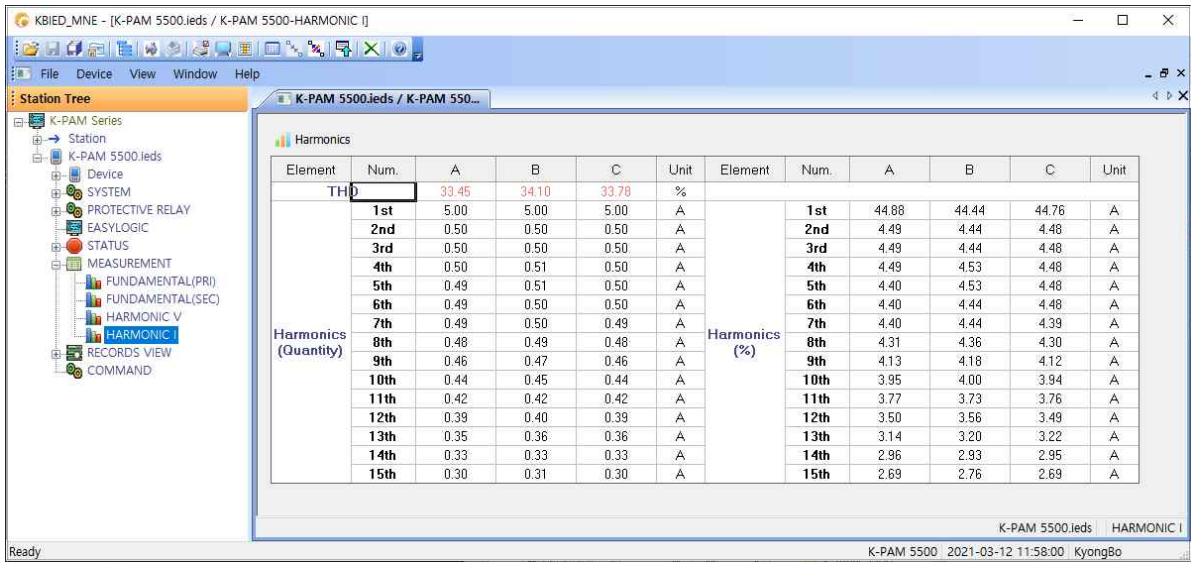 KBIED_MNE - [K-PAM 5500.ieds / K-PAM 5500-HARMONIC I]
File Device View Window Help
Station Tree
K-PAM 5500.ieds / K-PAM 550...
K-PAM Series
Station
K-PAM 5500.ieds
Device
SYSTEM
PROTECTIVE RELAY
EASYLOGIC
STATUS
MEASUREMENT
FUNDAMENTAL(PRI)
FUNDAMENTAL(SEC)
HARMONIC V
HARMONIC I
RECORDS VIEW
COMMAND
Harmonics
Element Num. A B C Unit Element Num. A B C Unit
THD 33.45 34.10 33.78 %
Harmonics (Quantity)
Harmonics (%)
1st 5.00 5.00 5.00 A 1st 44.88 44.44 44.76 A
2nd 0.50 0.50 0.50 A 2nd 4.49 4.44 4.48 A
3rd 0.50 0.50 0.50 A 3rd 4.49 4.44 4.48 A
4th 0.50 0.51 0.50 A 4th 4.49 4.53 4.48 A
5th 0.49 0.51 0.50 A 5th 4.40 4.53 4.48 A
6th 0.49 0.50 0.50 A 6th 4.40 4.44 4.48 A
7th 0.49 0.50 0.49 A 7th 4.40 4.44 4.39 A
8th 0.48 0.49 0.48 A 8th 4.31 4.36 4.30 A
9th 0.46 0.47 0.46 A 9th 4.13 4.18 4.12 A
10th 0.44 0.45 0.44 A 10th 3.95 4.00 3.94 A
11th 0.42 0.42 0.42 A 11th 3.77 3.73 3.76 A
12th 0.39 0.40 0.39 A 12th 3.50 3.56 3.49 A
13th 0.35 0.36 0.36 A 13th 3.14 3.20 3.22 A
14th 0.33 0.33 0.33 A 14th 2.96 2.93 2.95 A
15th 0.30 0.31 0.30 A 15th 2.69 2.76 2.69 A
K-PAM 5500.ieds HARMONIC I
Ready K-PAM 5500 2021-03-12 11:58:00 KyongBo